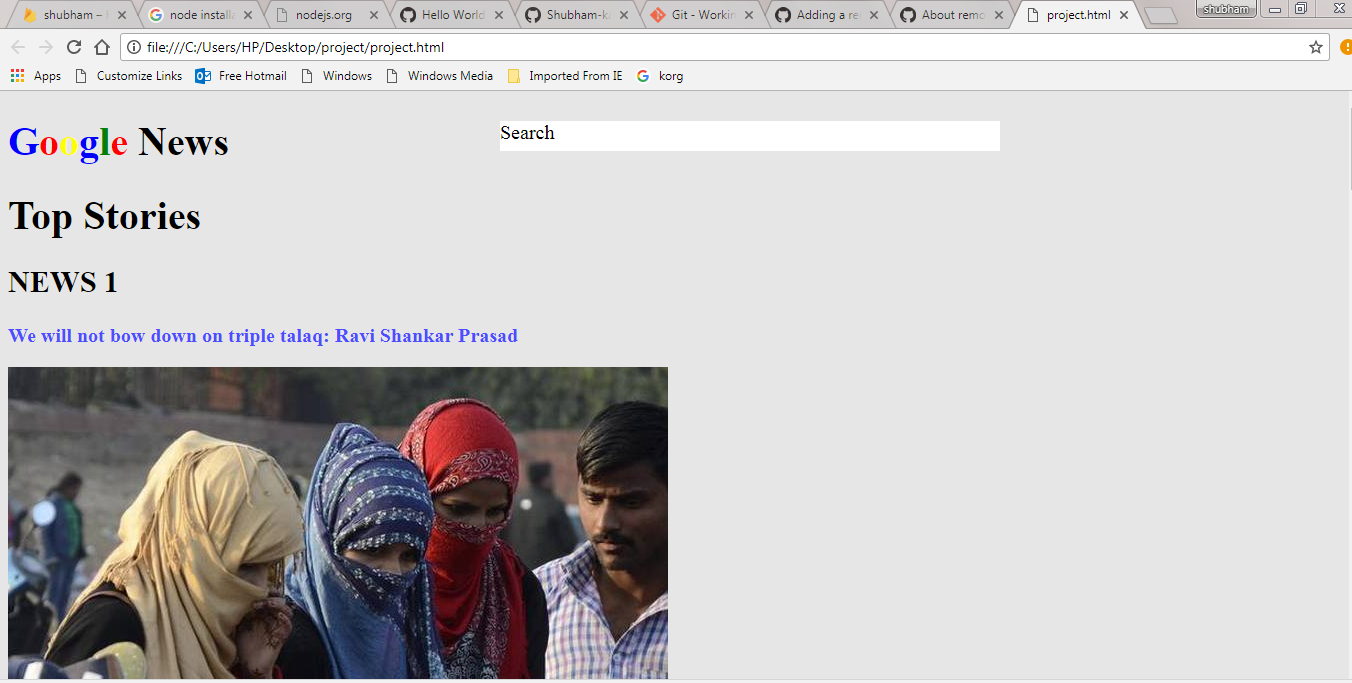 shubham –
node install
nodejs.org
Hello World
Shubham-k
Git - Workin
Adding a re
About remo
project.html
shubham
file:///C:/Users/HP/Desktop/project/project.html
Apps Customize Links Free Hotmail Windows Windows Media Imported From IE korg
Google News
Search
Top Stories
NEWS 1
We will not bow down on triple talaq: Ravi Shankar Prasad